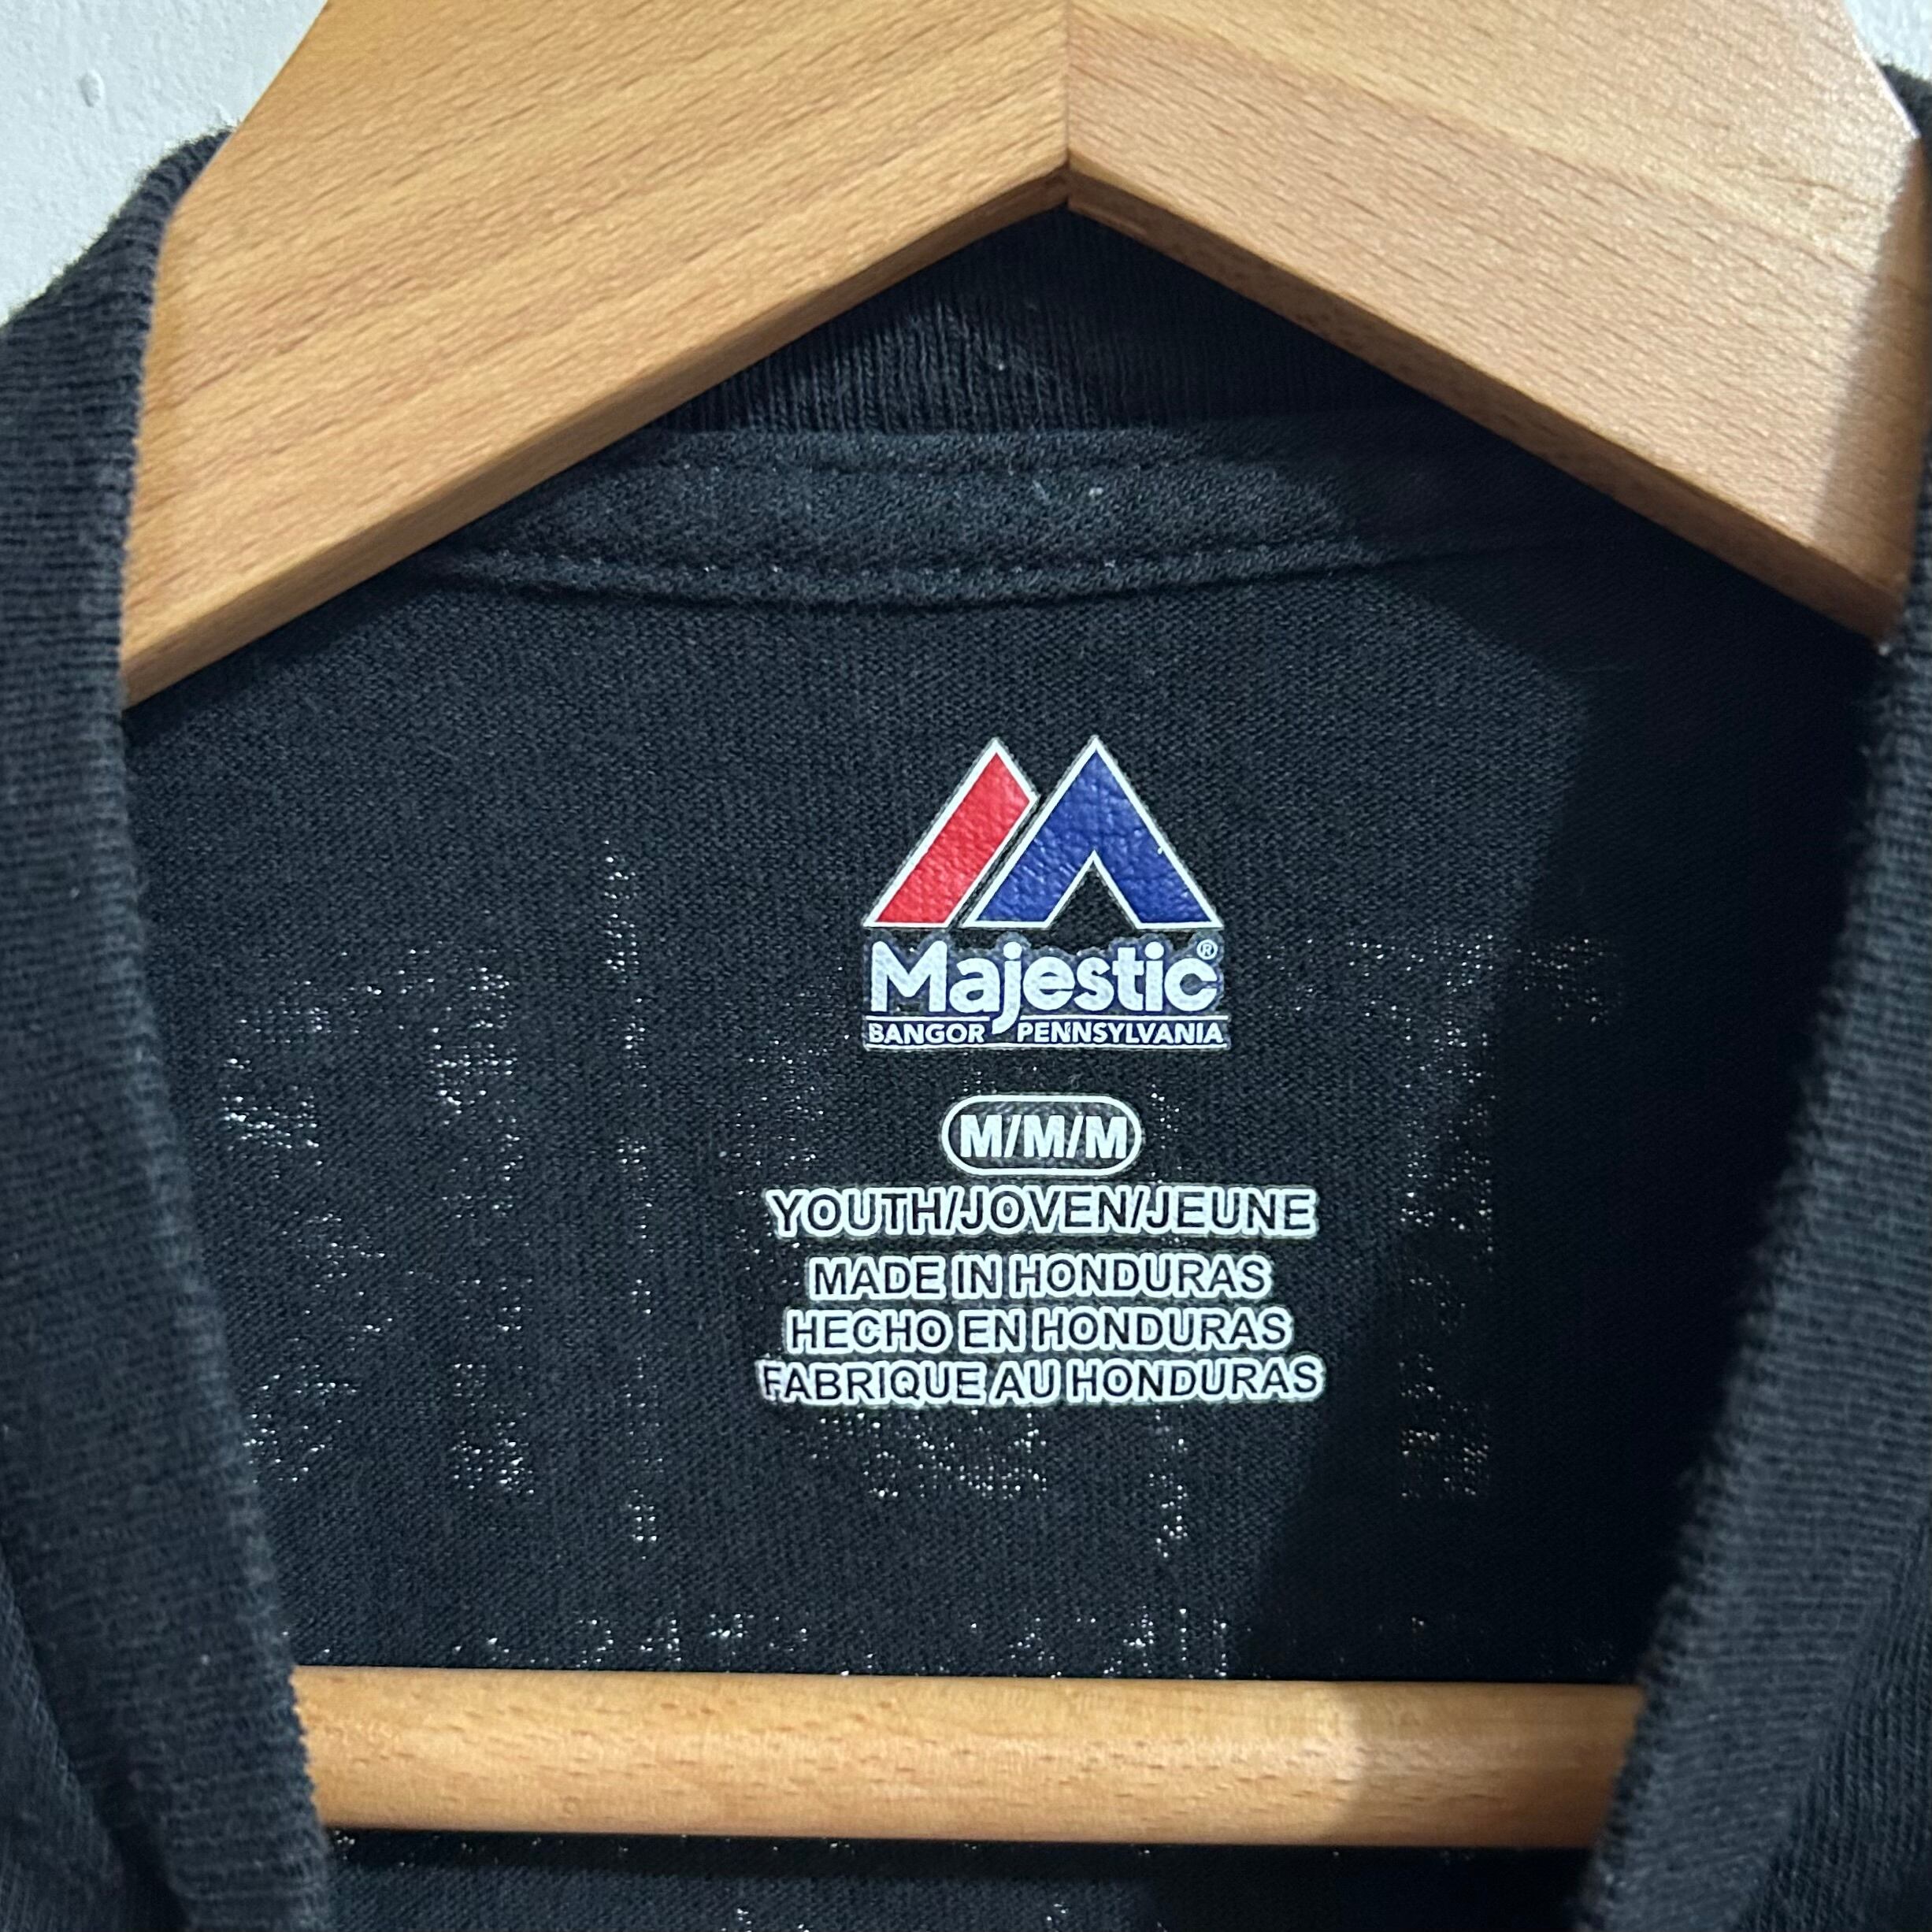 Majestic®
BANGOR PENNSYLVANIA
M/M/M
YOUTH/JOVEN/JEUNE
MADE IN HONDURAS
HECHO EN HONDURAS
FABRIQUE AU HONDURAS